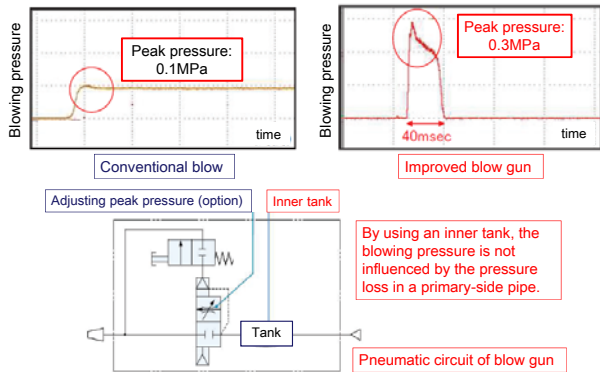 Blowing pressure
Peak pressure:
0.1MPa
time
Conventional blow
Blowing pressure
Peak pressure:
0.3MPa
40msec
time
Improved blow gun
Adjusting peak pressure (option)
Inner tank
Tank
By using an inner tank, the
blowing pressure is not
influenced by the pressure
loss in a primary-side pipe.
Pneumatic circuit of blow gun